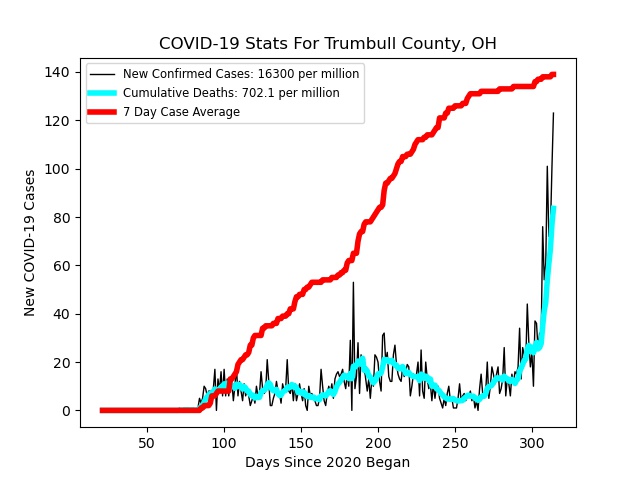 COVID-19 Stats For Trumbull County, OH
New Confirmed Cases: 16300 per million
Cumulative Deaths: 702.1 per million
7 Day Case Average
New COVID-19 Cases
140
120
100
80
60
40
20
0
50 100 150 200 250 300
Days Since 2020 Began